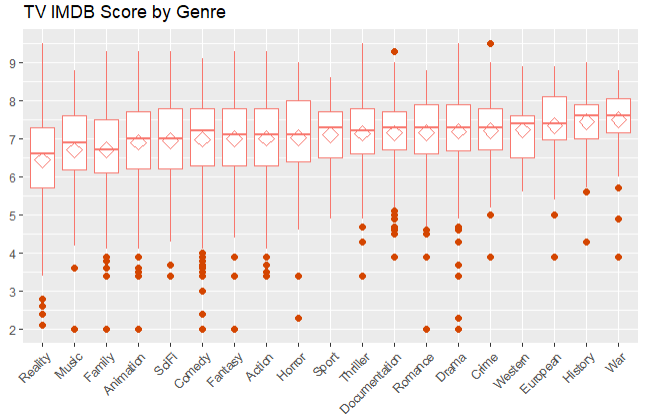 TV IMDB Score by Genre
9
8
7
6
5
4
3
2
Reality
Music
Family
Animation
SciFi
Comedy
Fantasy
Action
Horror
Sport
Thriller
Documentation
Romance
Drama
Crime
Western
European
History
War